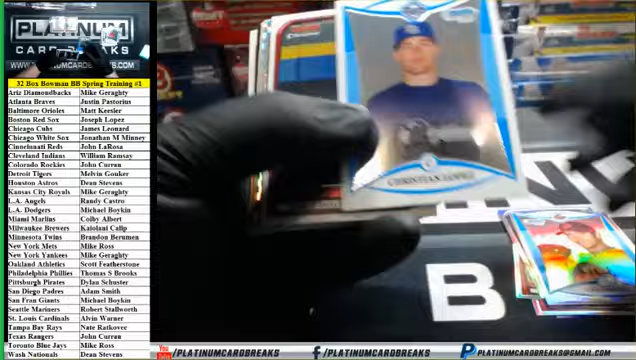 PLATINUM
CARD BREAKS
32 Box Bowman BB Spring Training #1
Ariz Diamondbacks Mike Geraghty
Atlanta Braves Justin Pastorius
Baltimore Orioles Matt Keesler
Boston Red Sox Joseph Lopez
Chicago Cubs James Leonard
Chicago White Sox Jonathan M Minney
Cinncinnati Reds John LaRosa
Cleveland Indians William Ramsay
Colorado Rockies John Curran
Detroit Tigers Melvin Gouker
Houston Astros Dean Stevens
Kansas City Royals Mike Geraghty
L.A. Angels Randy Castro
L.A. Dodgers Michael Boykin
Miami Marlins Colby Albert
Milwaukee Brewers Kaiolani Calip
Minnesota Twins Brandon Berumen
New York Mets Mike Ross
New York Yankees Mike Geraghty
Oakland Athletics Scott Featherstone
Philadelphia Phillies Thomas S Brooks
Pittsburg Pirates Dylan Schuster
San Diego Padres Adam Smith
San Fran Giants Michael Boykin
Seattle Mariners Robert Stallworth
St. Louis Cardinals Alvin Warner
Tampa Bay Rays Nate Ratkovec
Texas Rangers John Curran
Toronto Blue Jays Mike Ross
Wash Nationals Dean Stevens
B
You Tube /PLATINUMCARDBREAKS f /PLATINUMCARDBREAKS P PLATINUMCARDBREAKS@GMAIL.COM